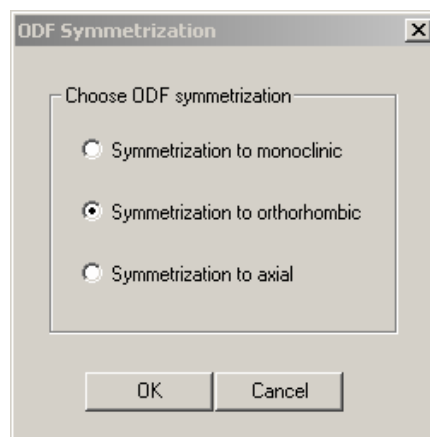 ODF Symmetrization
Choose ODF symmetrization
Symmetrization to monoclinic
Symmetrization to orthorhombic
Symmetrization to axial
OK Cancel